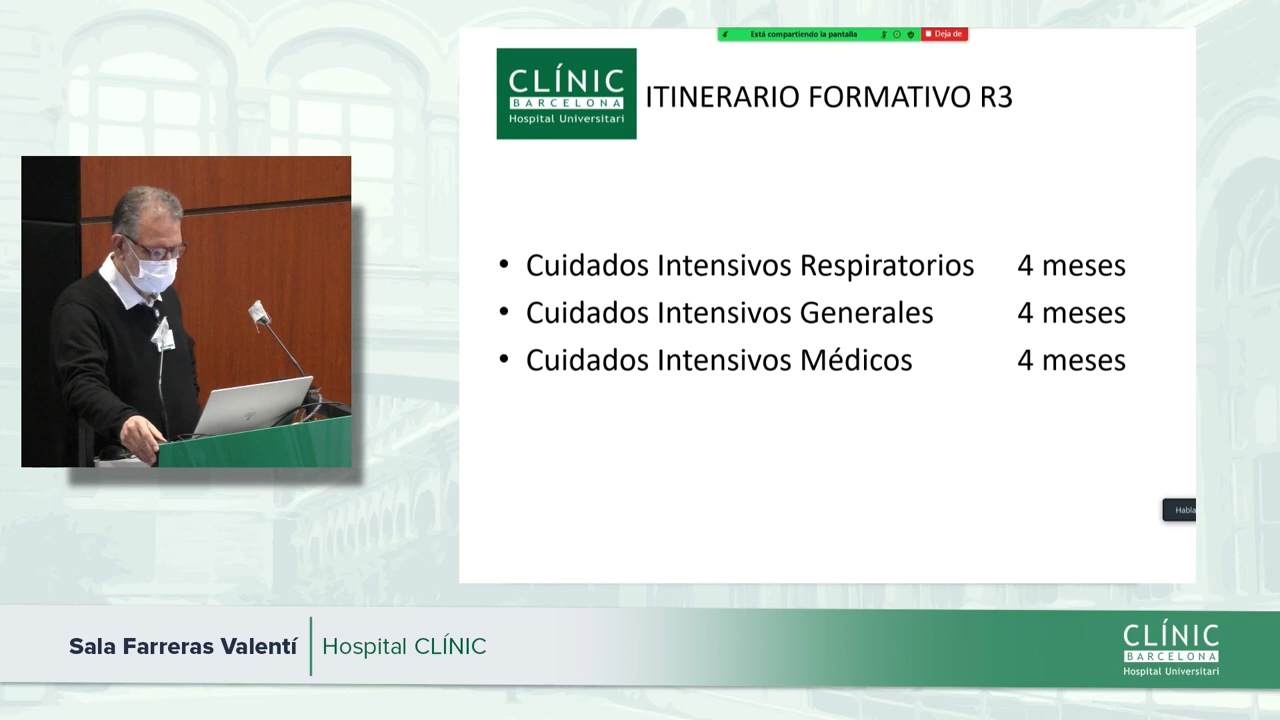 Está compartiendo la pantalla
Deja de
CLÍNIC
BARCELONA
Hospital Universitari
ITINERARIO FORMATIVO R3
• Cuidados Intensivos Respiratorios 4 meses
• Cuidados Intensivos Generales 4 meses
• Cuidados Intensivos Médicos 4 meses
Habla
Sala Farreras Valentí
Hospital CLÍNIC
CLÍNIC
BARCELONA
Hospital Universitari